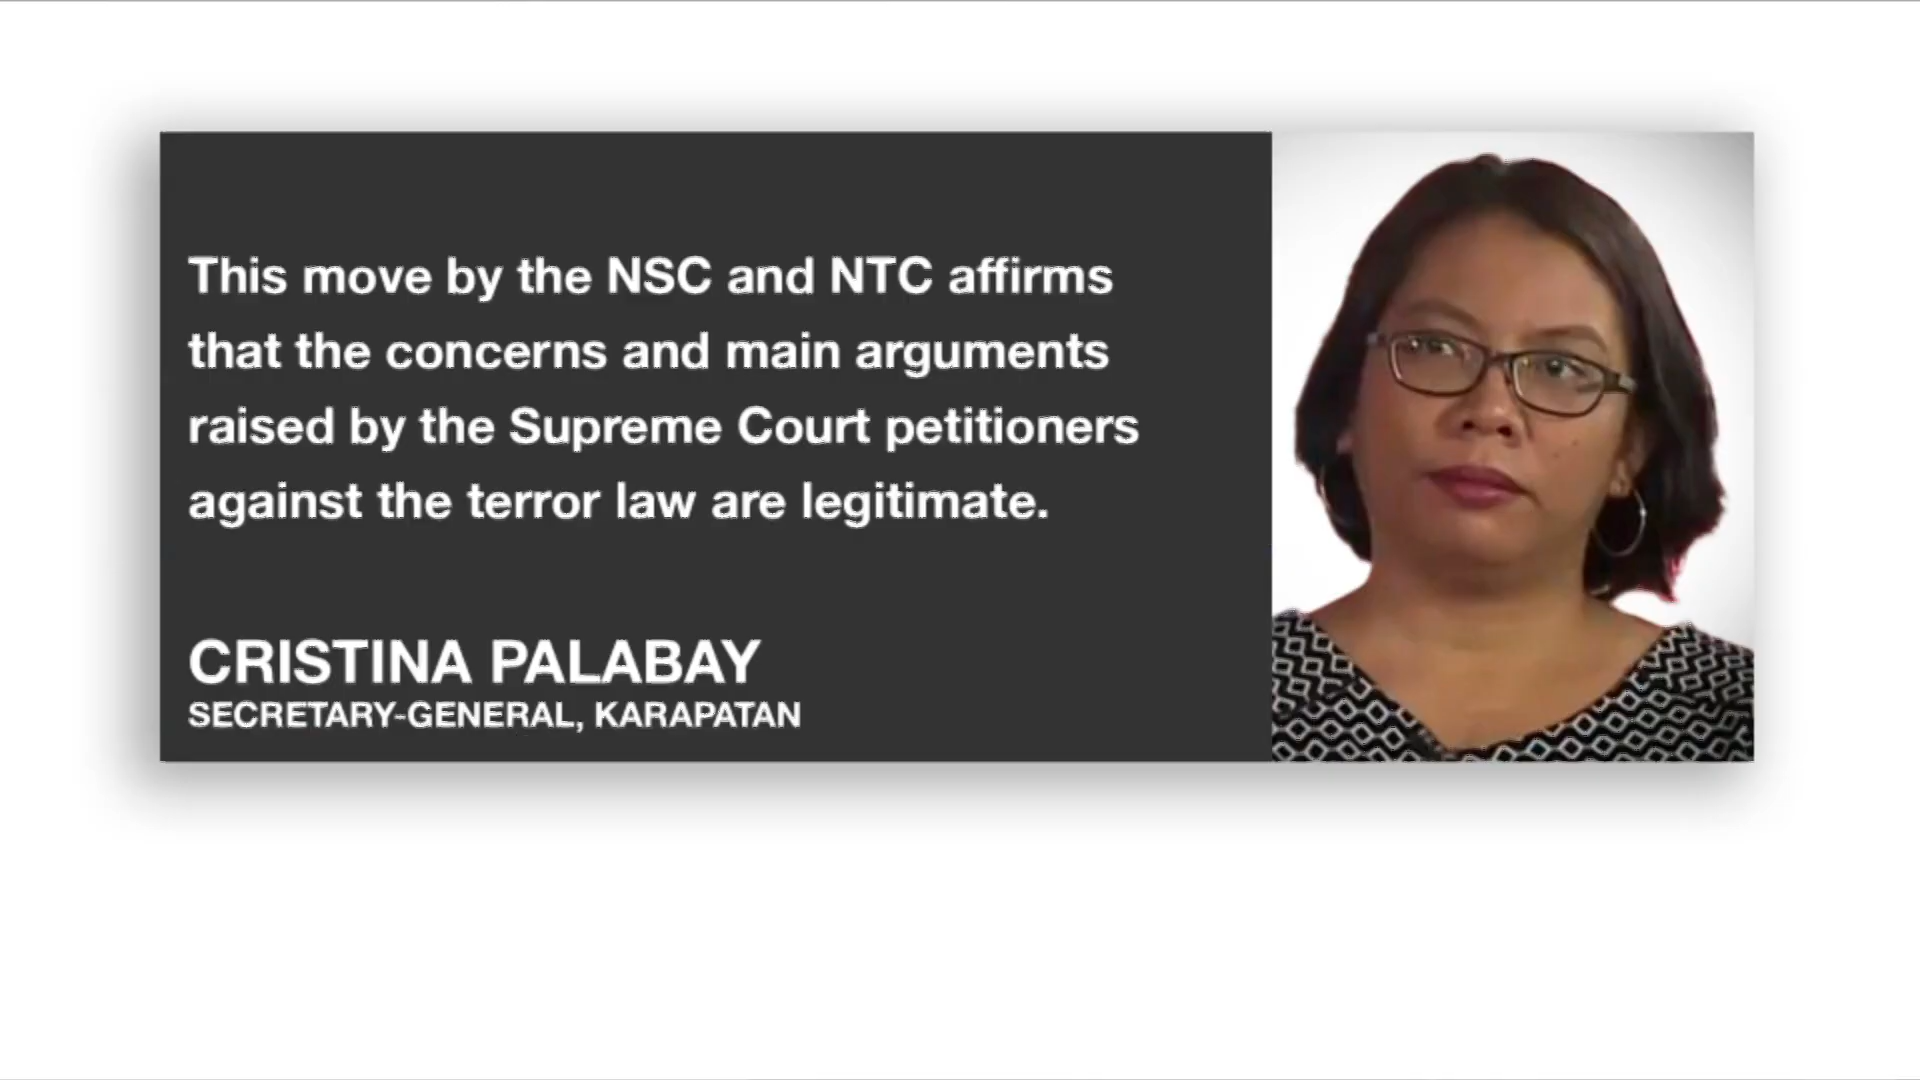 This move by the NSC and NTC affirms
that the concerns and main arguments
raised by the Supreme Court petitioners
against the terror law are legitimate.
CRISTINA PALABAY
SECRETARY-GENERAL, KARAPATAN